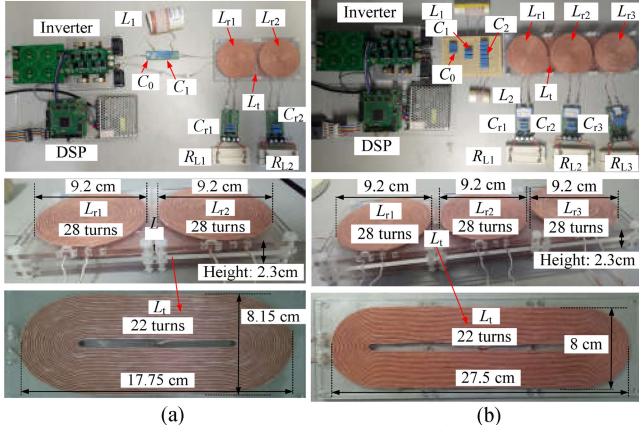 Inverter
L1
Lr1 Lr2
C0 C1
Lt
Cr1 Cr2
DSP
RL1 RL2
9.2 cm 9.2 cm
Lr1 Lr2
28 turns 28 turns
Height: 2.3cm
Lt
22 turns
8.15 cm
17.75 cm
(a)
Inverter
L1
C1 C2
Lr1 Lr2 Lr3
C0
L2 Lt
Cr1 Cr2 Cr3
DSP
RL1 RL2 RL3
9.2 cm 9.2 cm 9.2 cm
Lr1 Lr2 Lr3
28 turns 28 turns 28 turns
Lt
Height: 2.3cm
Lt
22 turns
8 cm
27.5 cm
(b)